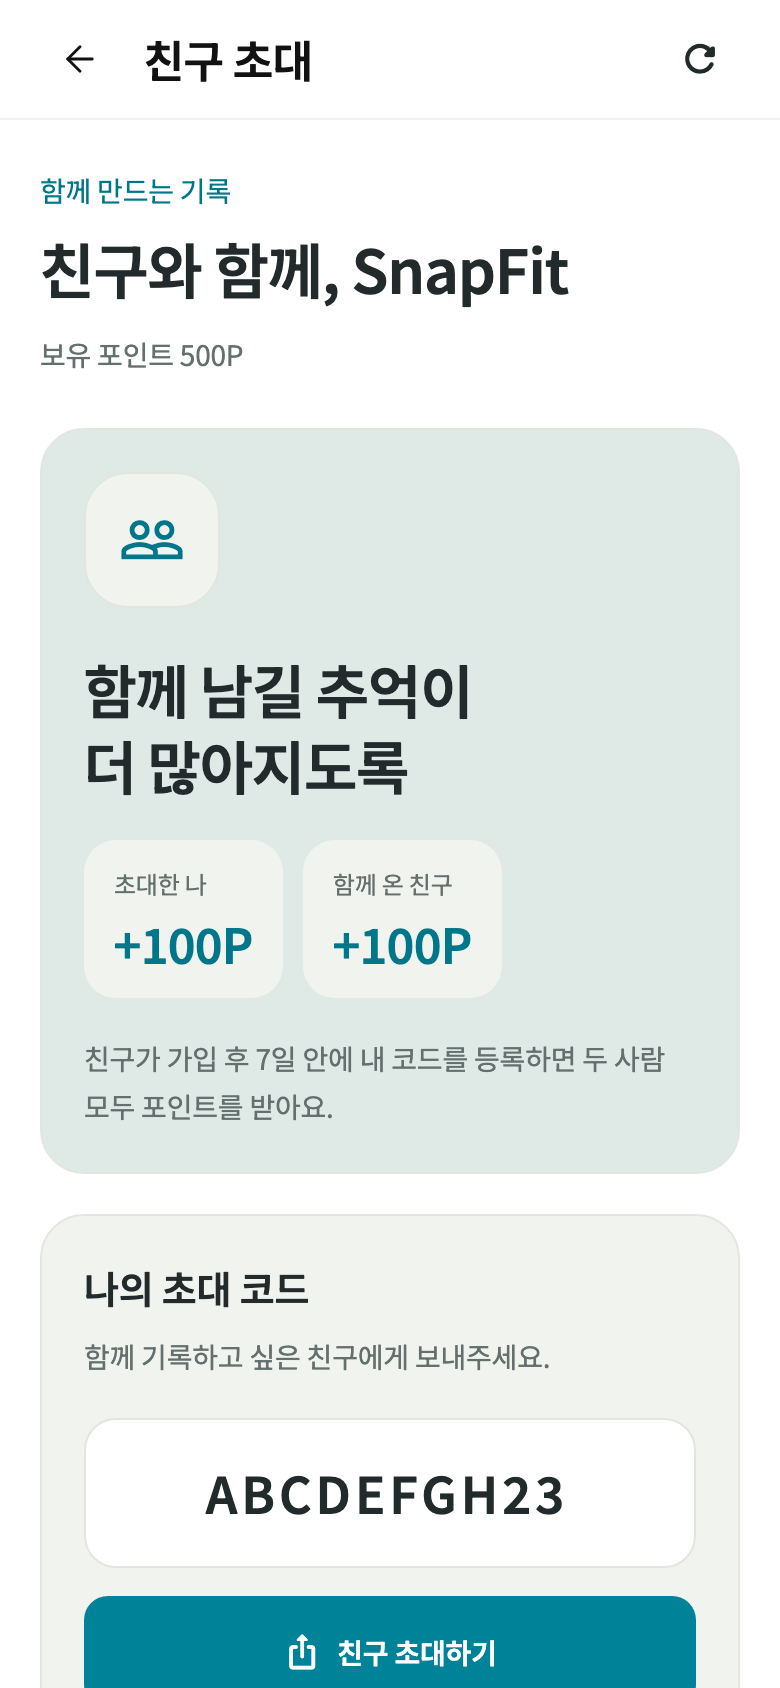 친구 초대
함께 만드는 기록
친구와 함께, SnapFit
보유 포인트 500P
함께 남길 추억이
더 많아지도록
초대한 나
+100P
함께 온 친구
+100P
친구가 가입 후 7일 안에 내 코드를 등록하면 두 사람
모두 포인트를 받아요.
나의 초대 코드
함께 기록하고 싶은 친구에게 보내주세요.
ABCDEFGH23
친구 초대하기